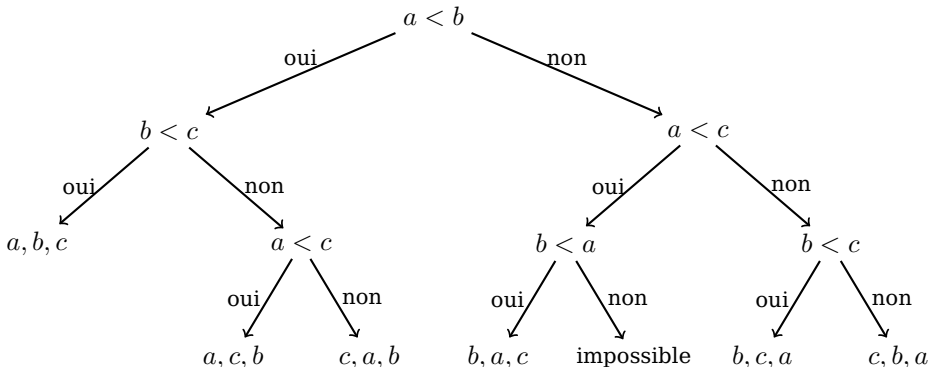 a < b
oui non
b < c a < c
oui non oui non
a, b, c a < c b < a b < c
oui non oui non oui non
a, c, b c, a, b b, a, c impossible b, c, a c, b, a